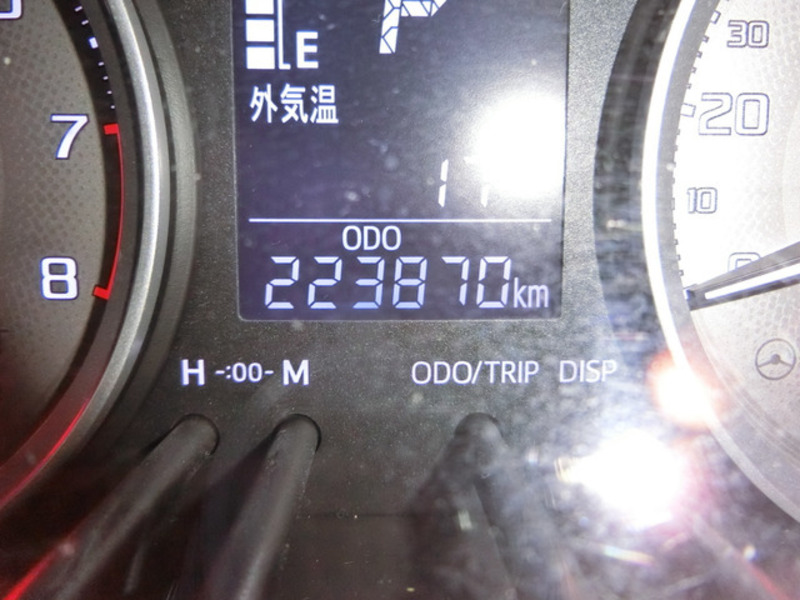 E
P
外気温
ODO
223870km
7
8
30
20
10
H -:00- M
ODO/TRIP DISP